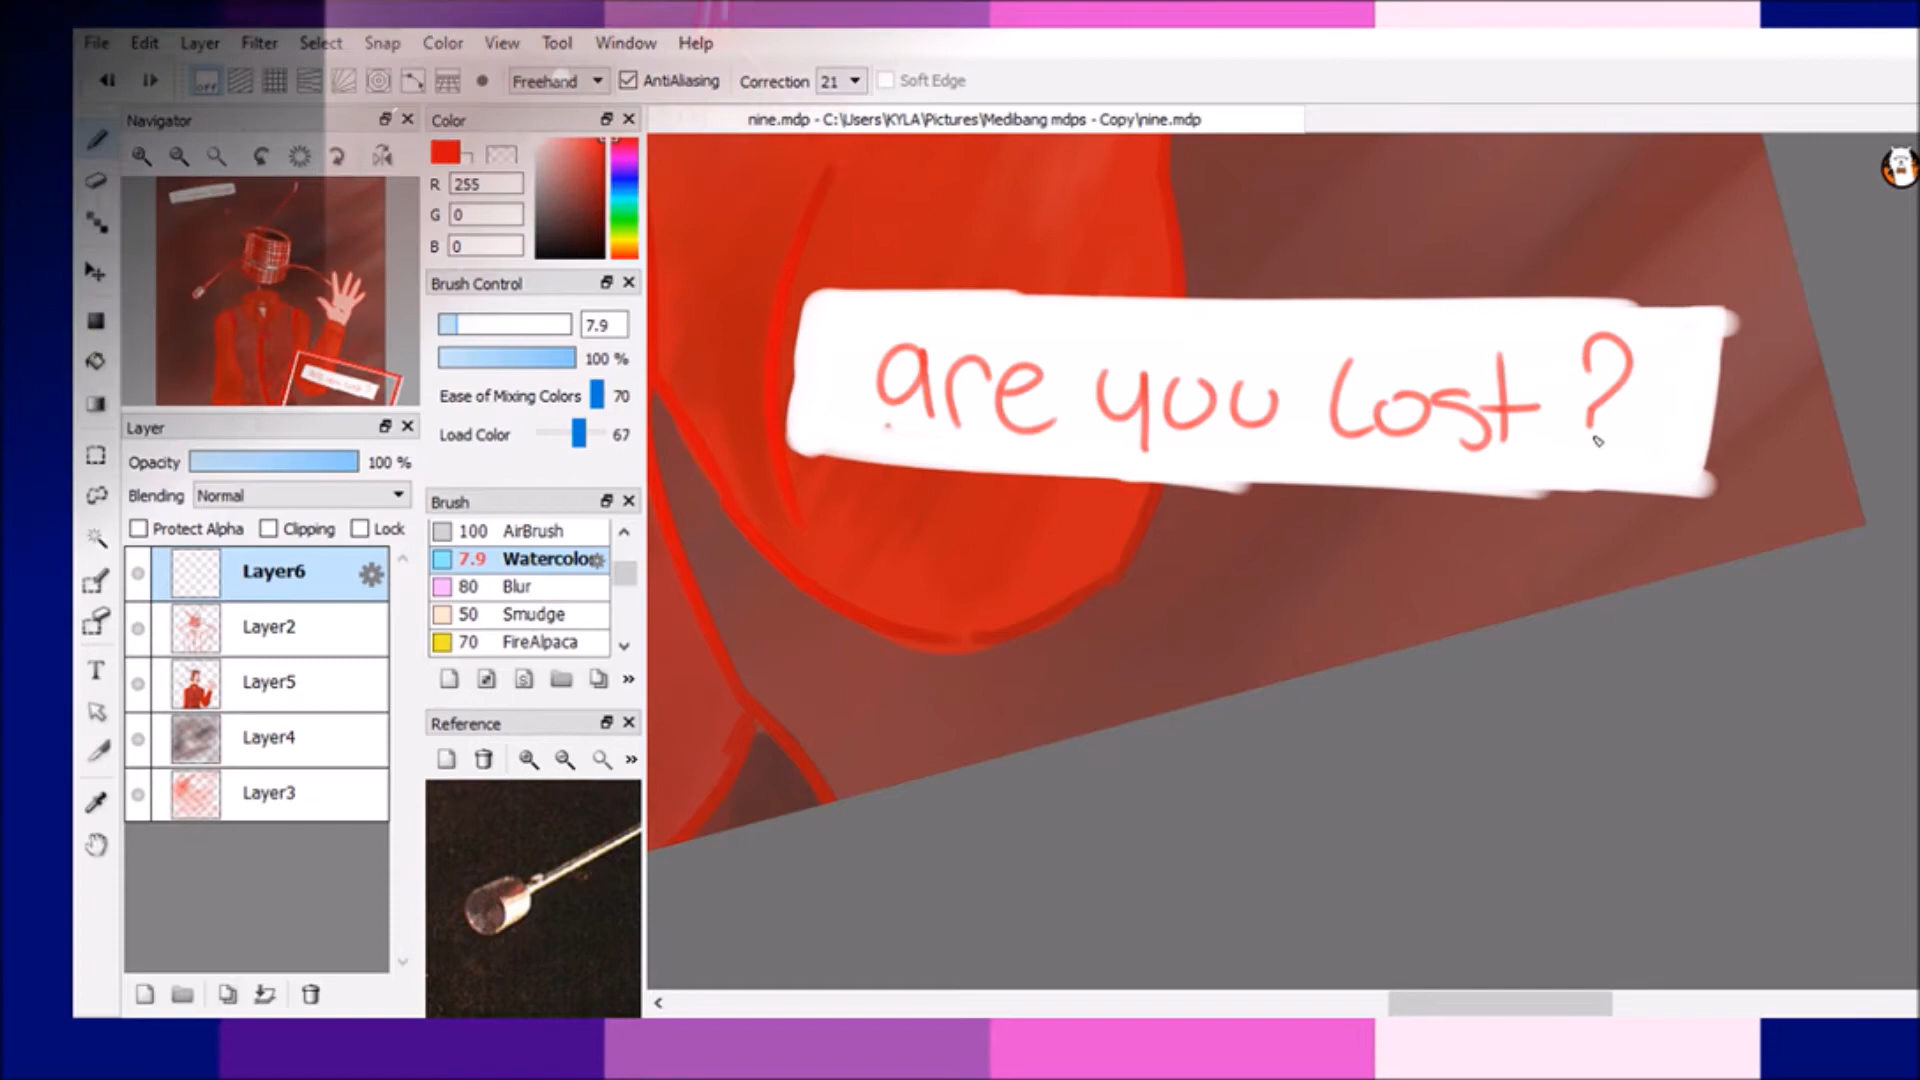 File Edit Layer Filter Select Snap Color View Tool Window Help
OFF Freehand AntiAliasing Correction 21 Soft Edge
Navigator
Color
nine.mdp - C:\Users\KYLA\Pictures\Medibang mdps - Copy\nine.mdp
R 255
G 0
B 0
Brush Control
7.9
100 %
Ease of Mixing Colors 70
Load Color 67
are you lost?
Layer
Opacity 100 %
Blending Normal
Protect Alpha Clipping Lock
Layer6
Layer2
Layer5
Layer4
Layer3
Brush
100 AirBrush
7.9 Watercolor
80 Blur
50 Smudge
70 FireAlpaca
Reference
T